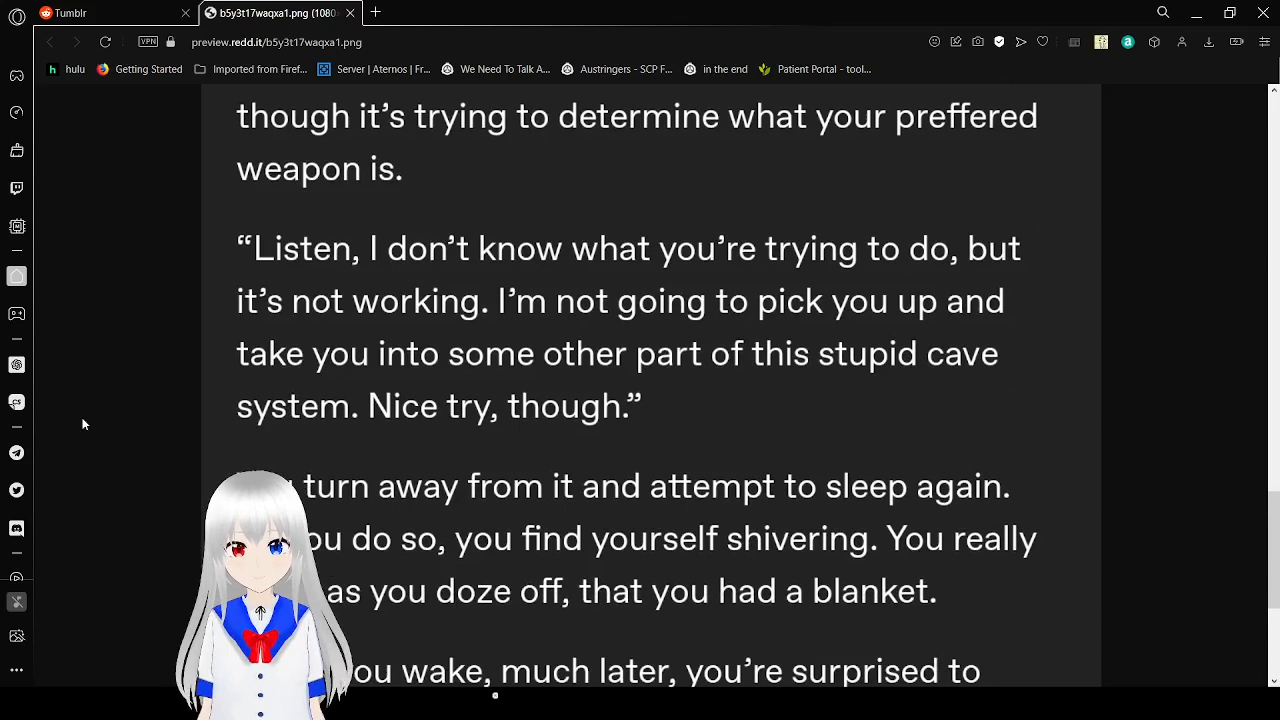 Tumblr
b5y3t17waqxa1.png (1080
VPN
preview.redd.it/b5y3t17waqxa1.png
hulu
Getting Started
Imported from Firef...
Server | Aternos | Fr...
We Need To Talk A...
Austringers - SCP F...
in the end
Patient Portal - tool...
though it’s trying to determine what your preffered
weapon is.
“Listen, I don’t know what you’re trying to do, but
it’s not working. I’m not going to pick you up and
take you into some other part of this stupid cave
system. Nice try, though.”
turn away from it and attempt to sleep again.
ou do so, you find yourself shivering. You really
as you doze off, that you had a blanket.
ou wake, much later, you’re surprised to